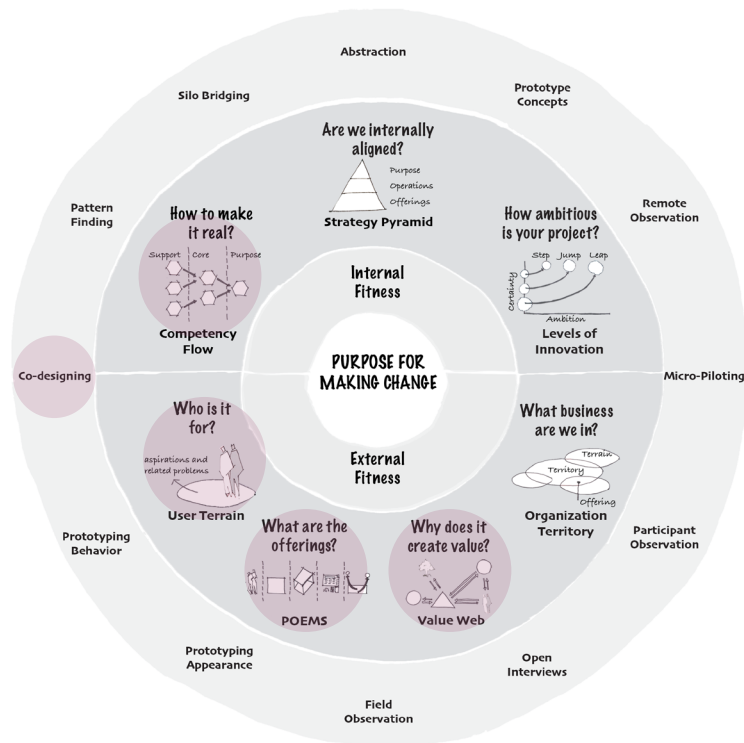 Abstraction
Silo Bridging
Prototype
Concepts
Pattern
Finding
Remote
Observation
Are we internally
aligned?
Purpose
Operations
Offerings
Strategy Pyramid
How to make
it real?
Support
Core
Purpose
Competency
Flow
How ambitious
is your project?
Step
Jump
Leap
Certainty
Ambition
Levels of
Innovation
Internal
Fitness
PURPOSE FOR
MAKING CHANGE
Co-designing
Micro-Piloting
External
Fitness
Who is it
for?
aspirations and
related problems
User Terrain
What business
are we in?
Terrain
Territory
Offering
Organization
Territory
What are the
offerings?
POEMS
Why does it
create value?
Value Web
Prototyping
Behavior
Participant
Observation
Prototyping
Appearance
Open
Interviews
Field
Observation